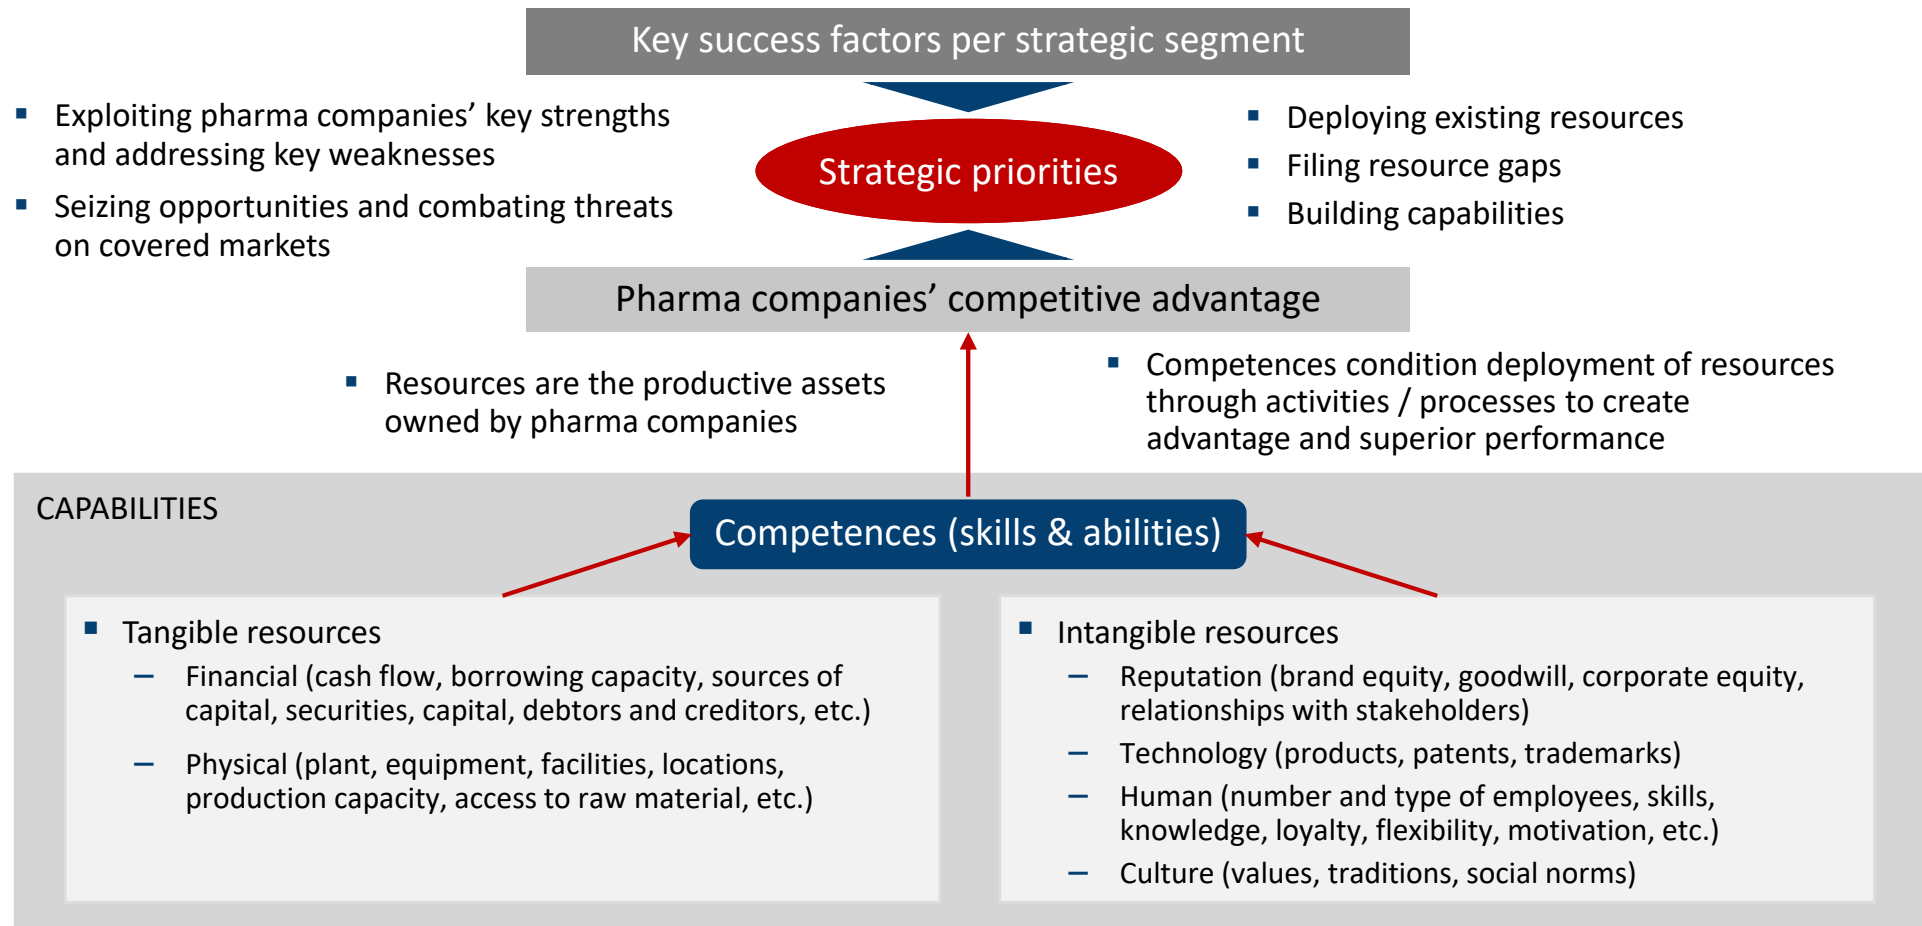 Key success factors per strategic segment
▪ Exploiting pharma companies’ key strengths
and addressing key weaknesses
▪ Seizing opportunities and combating threats
on covered markets
Strategic priorities
▪ Deploying existing resources
▪ Filing resource gaps
▪ Building capabilities
Pharma companies’ competitive advantage
▪ Resources are the productive assets
owned by pharma companies
▪ Competences condition deployment of resources
through activities / processes to create
advantage and superior performance
CAPABILITIES
Competences (skills & abilities)
▪ Tangible resources
– Financial (cash flow, borrowing capacity, sources of
capital, securities, capital, debtors and creditors, etc.)
– Physical (plant, equipment, facilities, locations,
production capacity, access to raw material, etc.)
▪ Intangible resources
– Reputation (brand equity, goodwill, corporate equity,
relationships with stakeholders)
– Technology (products, patents, trademarks)
– Human (number and type of employees, skills,
knowledge, loyalty, flexibility, motivation, etc.)
– Culture (values, traditions, social norms)